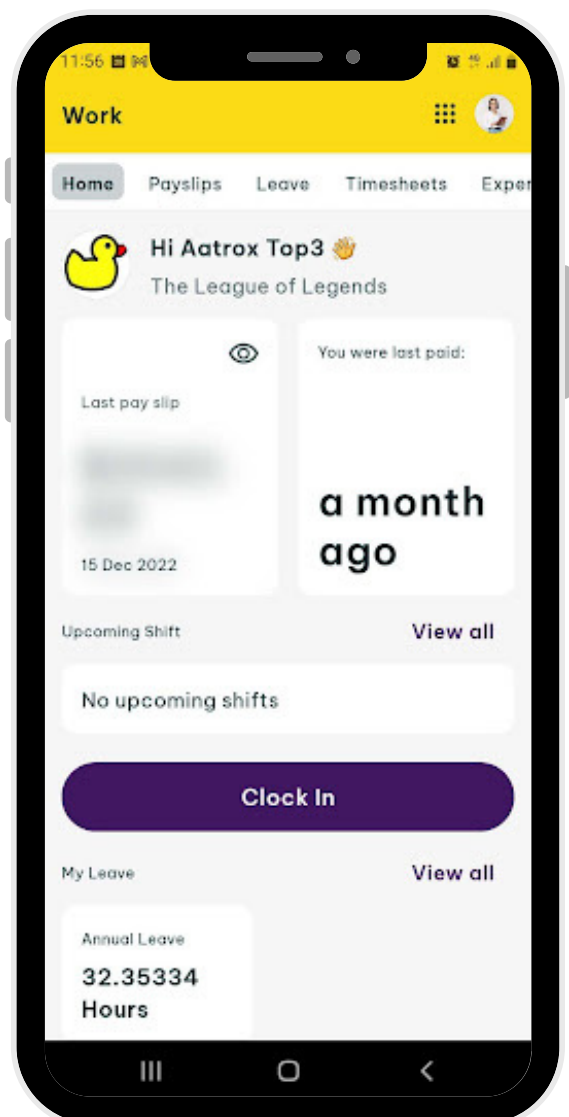 11:56
Work
Home Payslips Leave Timesheets Exper
Hi Aatrox Top3 👋
The League of Legends
Last pay slip
15 Dec 2022
You were last paid:
a month
ago
Upcoming Shift View all
No upcoming shifts
Clock In
My Leave View all
Annual Leave
32.35334
Hours